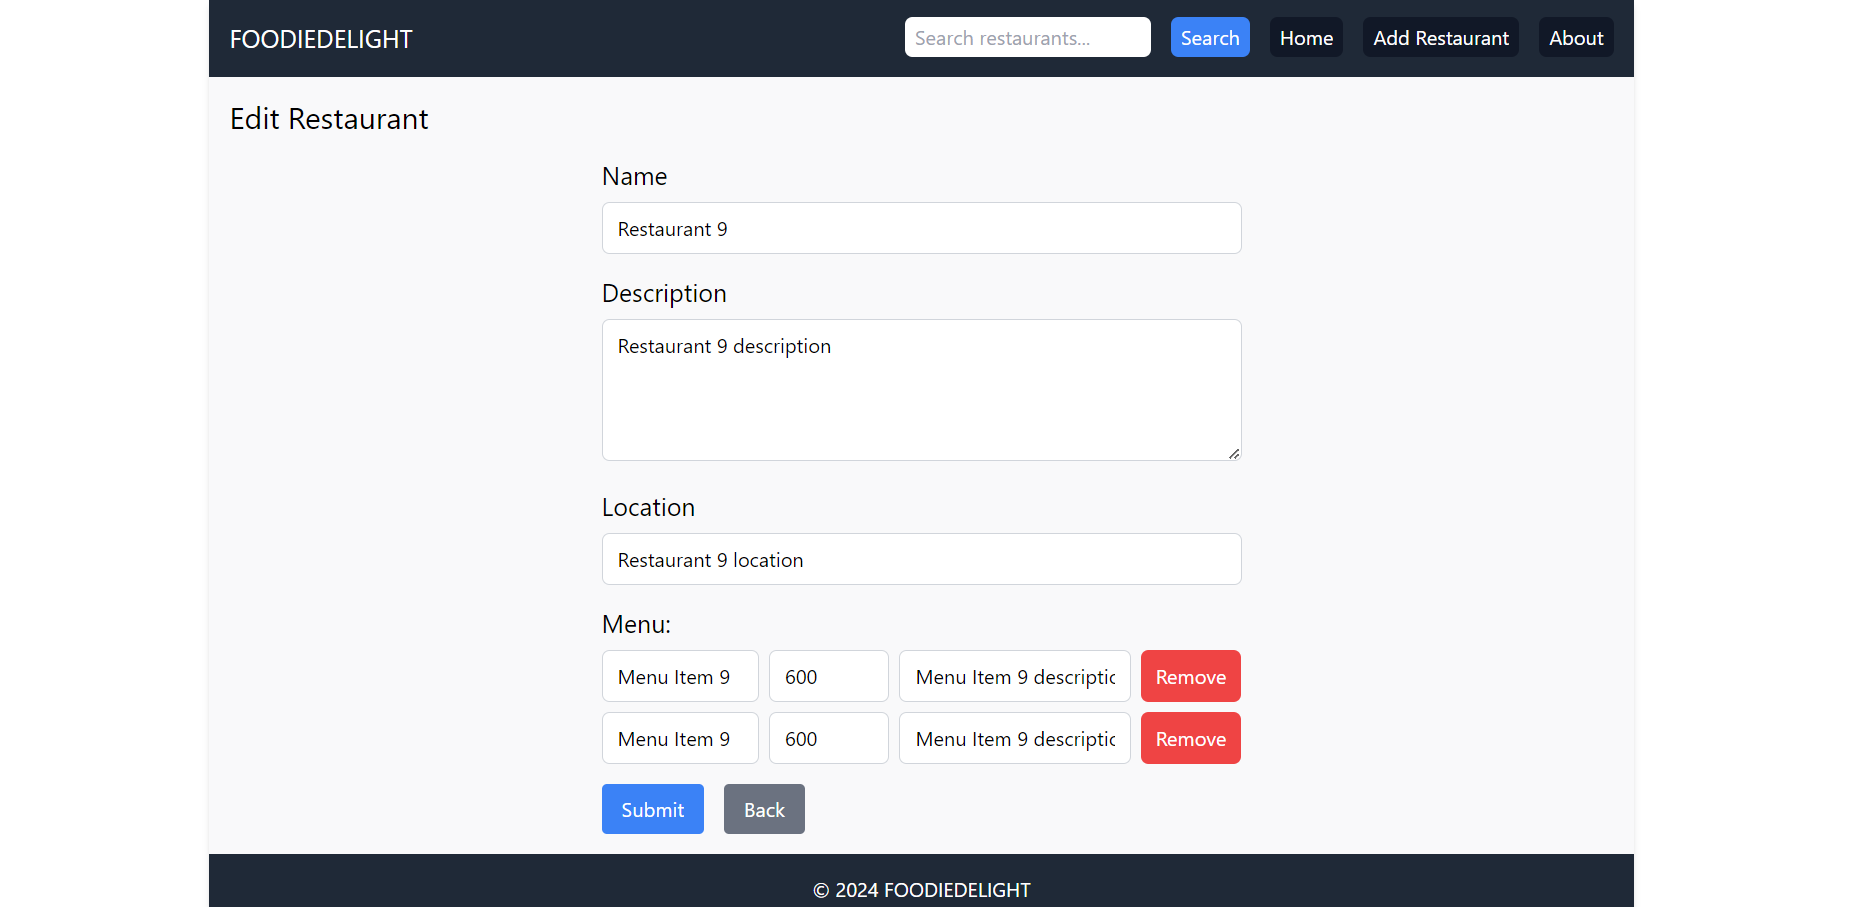 FOODIEDELIGHT
Search restaurants... Search Home Add Restaurant About
Edit Restaurant
Name
Restaurant 9
Description
Restaurant 9 description
Location
Restaurant 9 location
Menu:
Menu Item 9 600 Menu Item 9 descriptic Remove
Menu Item 9 600 Menu Item 9 descriptic Remove
Submit Back
© 2024 FOODIEDELIGHT